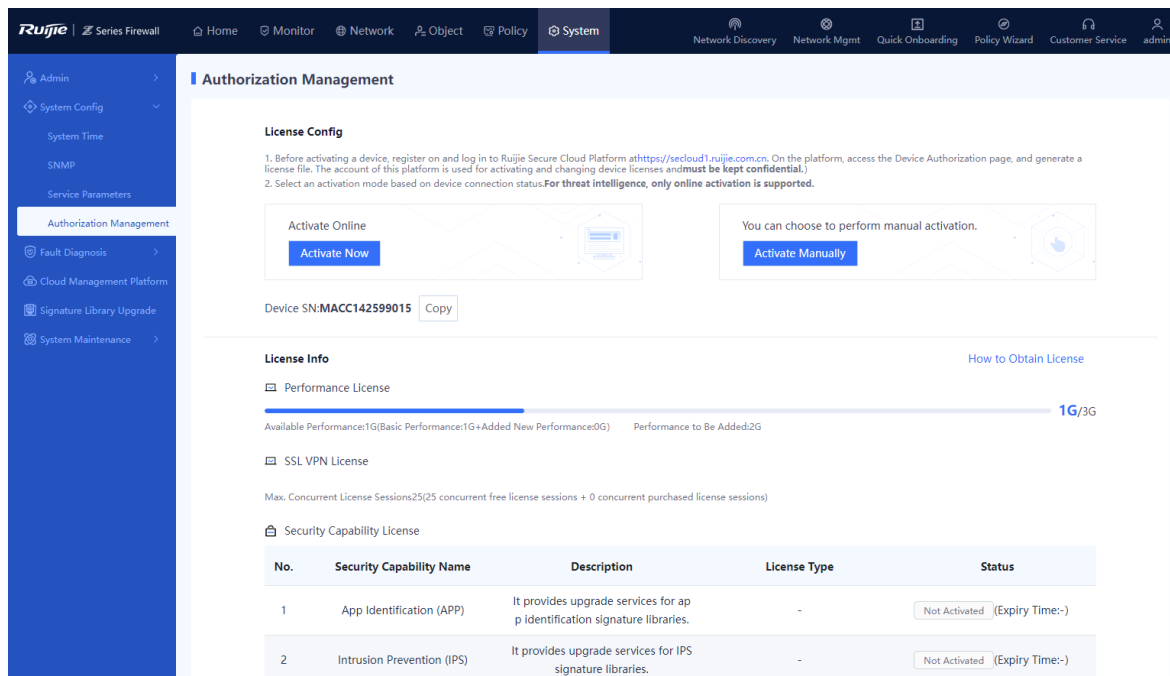 Ruijie | Z Series Firewall
Home
Monitor
Network
Object
Policy
System
Network Discovery
Network Mgmt
Quick Onboarding
Policy Wizard
Customer Service
admin
Admin
System Config
System Time
SNMP
Service Parameters
Authorization Management
Fault Diagnosis
Cloud Management Platform
Signature Library Upgrade
System Maintenance
Authorization Management
License Config
1. Before activating a device, register on and log in to Ruijie Secure Cloud Platform athttps://secloud1.ruijie.com.cn. On the platform, access the Device Authorization page, and generate a
license file. The account of this platform is used for activating and changing device licenses andmust be kept confidential.)
2. Select an activation mode based on device connection status.For threat intelligence, only online activation is supported.
Activate Online
Activate Now
You can choose to perform manual activation.
Activate Manually
Device SN:MACC142599015 Copy
License Info
How to Obtain License
Performance License
1G/3G
Available Performance:1G(Basic Performance:1G+Added New Performance:0G) Performance to Be Added:2G
SSL VPN License
Max. Concurrent License Sessions25(25 concurrent free license sessions + 0 concurrent purchased license sessions)
Security Capability License
No. Security Capability Name Description License Type Status
1 App Identification (APP) It provides upgrade services for ap
p identification signature libraries. - Not Activated (Expiry Time:-)
2 Intrusion Prevention (IPS) It provides upgrade services for IPS
signature libraries. - Not Activated (Expiry Time:-)